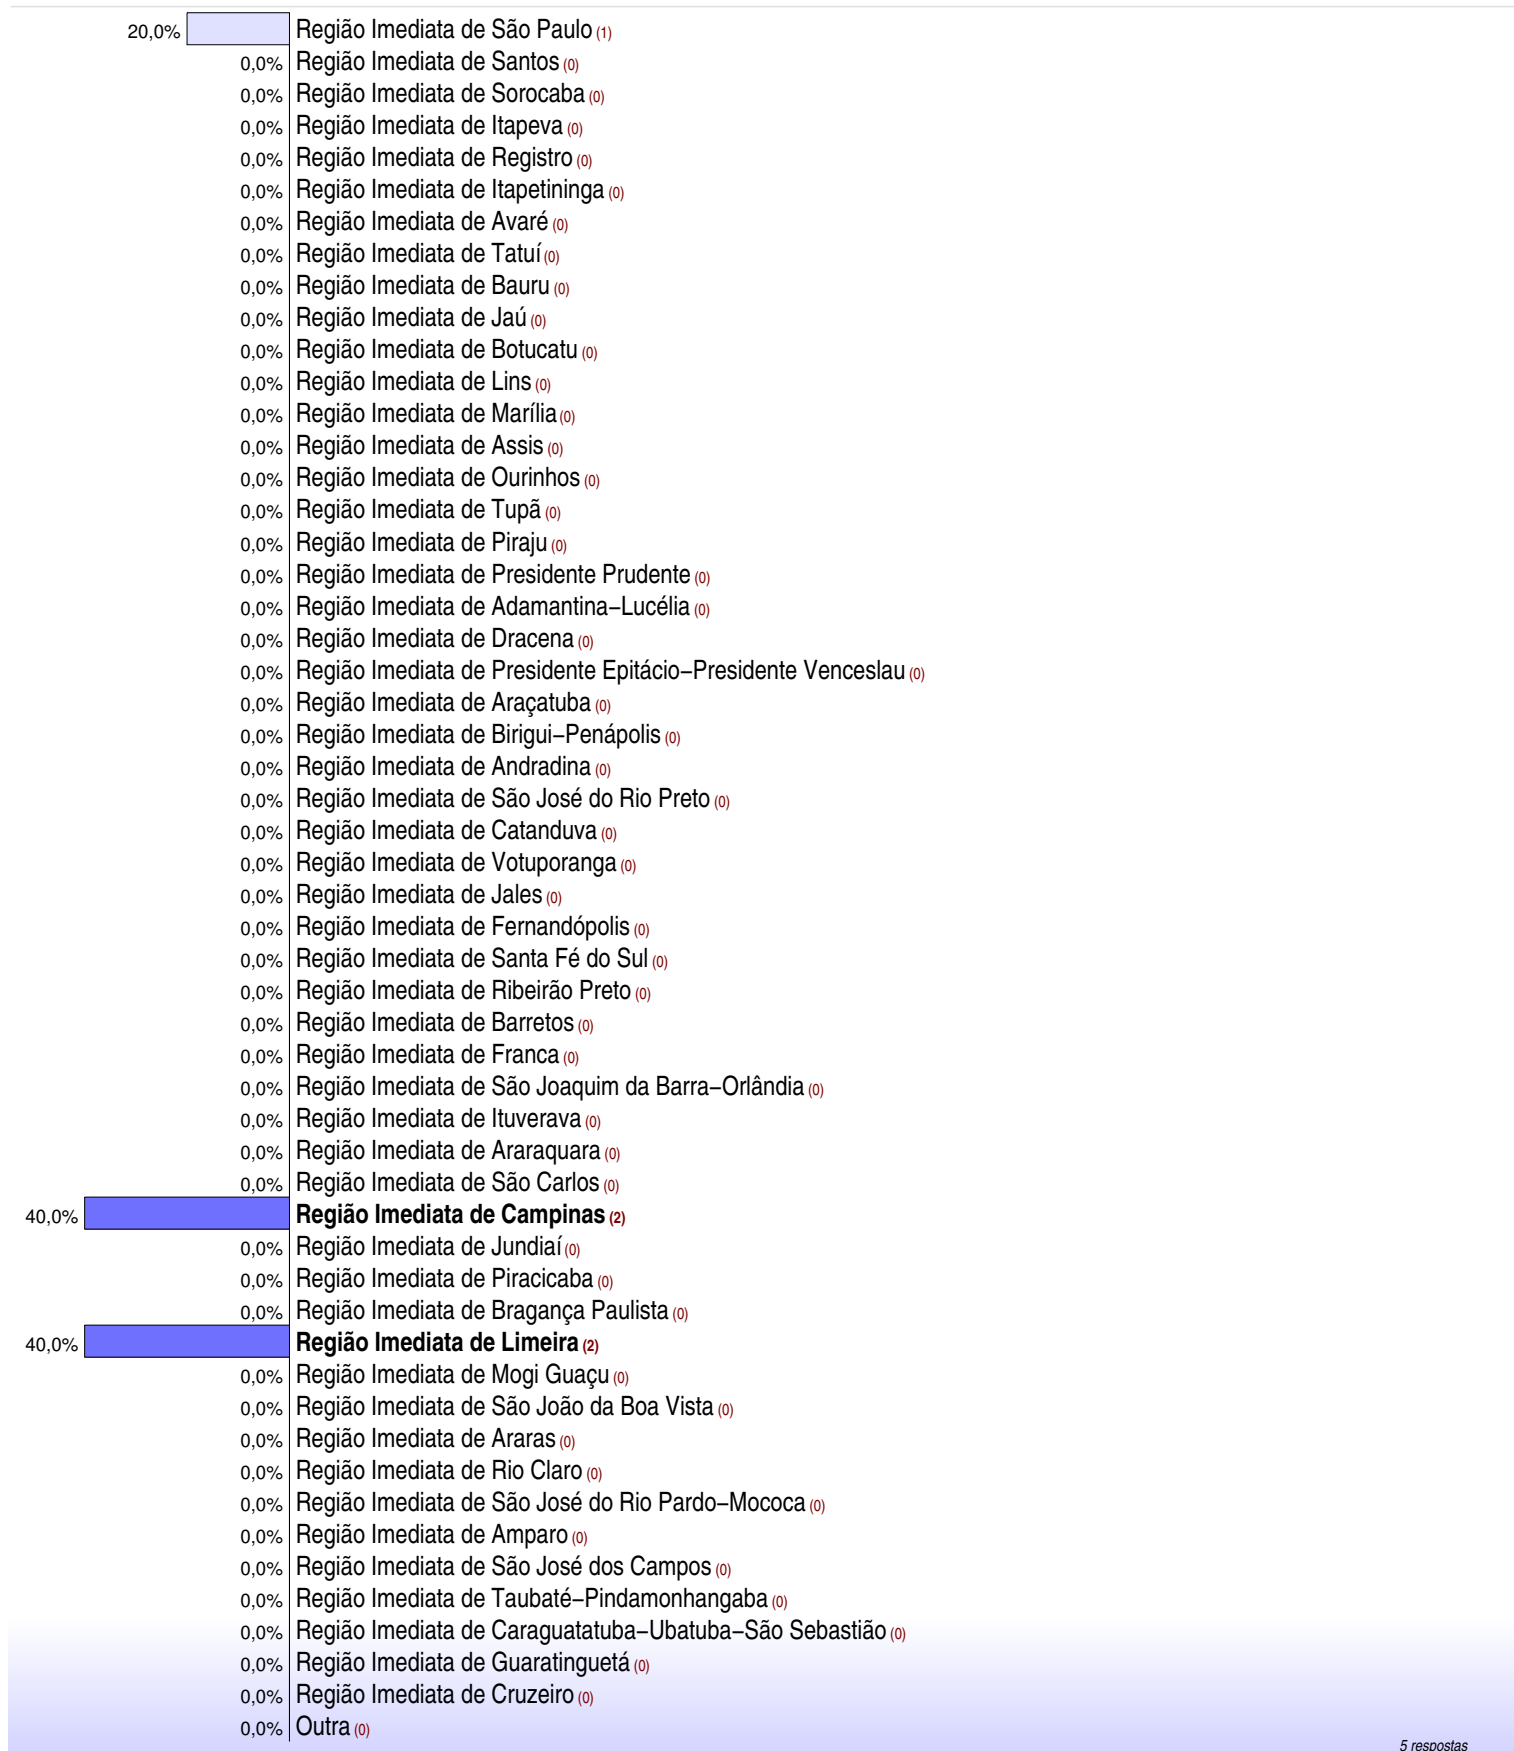 20,0% Região Imediata de São Paulo (1)
0,0% Região Imediata de Santos (0)
0,0% Região Imediata de Sorocaba (0)
0,0% Região Imediata de Itapeva (0)
0,0% Região Imediata de Registro (0)
0,0% Região Imediata de Itapetininga (0)
0,0% Região Imediata de Avaré (0)
0,0% Região Imediata de Tatuí (0)
0,0% Região Imediata de Bauru (0)
0,0% Região Imediata de Jaú (0)
0,0% Região Imediata de Botucatu (0)
0,0% Região Imediata de Lins (0)
0,0% Região Imediata de Marília (0)
0,0% Região Imediata de Assis (0)
0,0% Região Imediata de Ourinhos (0)
0,0% Região Imediata de Tupã (0)
0,0% Região Imediata de Piraju (0)
0,0% Região Imediata de Presidente Prudente (0)
0,0% Região Imediata de Adamantina–Lucélia (0)
0,0% Região Imediata de Dracena (0)
0,0% Região Imediata de Presidente Epitácio–Presidente Venceslau (0)
0,0% Região Imediata de Araçatuba (0)
0,0% Região Imediata de Birigui–Penápolis (0)
0,0% Região Imediata de Andradina (0)
0,0% Região Imediata de São José do Rio Preto (0)
0,0% Região Imediata de Catanduva (0)
0,0% Região Imediata de Votuporanga (0)
0,0% Região Imediata de Jales (0)
0,0% Região Imediata de Fernandópolis (0)
0,0% Região Imediata de Santa Fé do Sul (0)
0,0% Região Imediata de Ribeirão Preto (0)
0,0% Região Imediata de Barretos (0)
0,0% Região Imediata de Franca (0)
0,0% Região Imediata de São Joaquim da Barra–Orlândia (0)
0,0% Região Imediata de Ituverava (0)
0,0% Região Imediata de Araraquara (0)
0,0% Região Imediata de São Carlos (0)
40,0% Região Imediata de Campinas (2)
0,0% Região Imediata de Jundiaí (0)
0,0% Região Imediata de Piracicaba (0)
0,0% Região Imediata de Bragança Paulista (0)
40,0% Região Imediata de Limeira (2)
0,0% Região Imediata de Mogi Guaçu (0)
0,0% Região Imediata de São João da Boa Vista (0)
0,0% Região Imediata de Araras (0)
0,0% Região Imediata de Rio Claro (0)
0,0% Região Imediata de São José do Rio Pardo–Mococa (0)
0,0% Região Imediata de Amparo (0)
0,0% Região Imediata de São José dos Campos (0)
0,0% Região Imediata de Taubaté–Pindamonhangaba (0)
0,0% Região Imediata de Caraguatatuba–Ubatuba–São Sebastião (0)
0,0% Região Imediata de Guaratinguetá (0)
0,0% Região Imediata de Cruzeiro (0)
0,0% Outra (0)
5 respostas